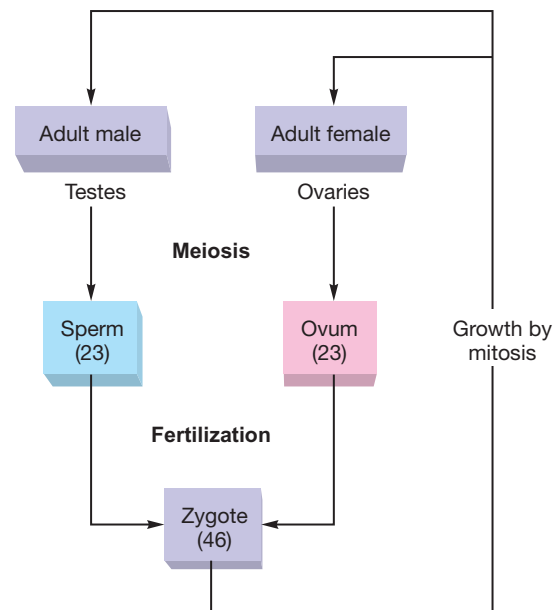 Adult male
Adult female
Testes
Ovaries
Meiosis
Sperm
(23)
Ovum
(23)
Growth by
mitosis
Fertilization
Zygote
(46)